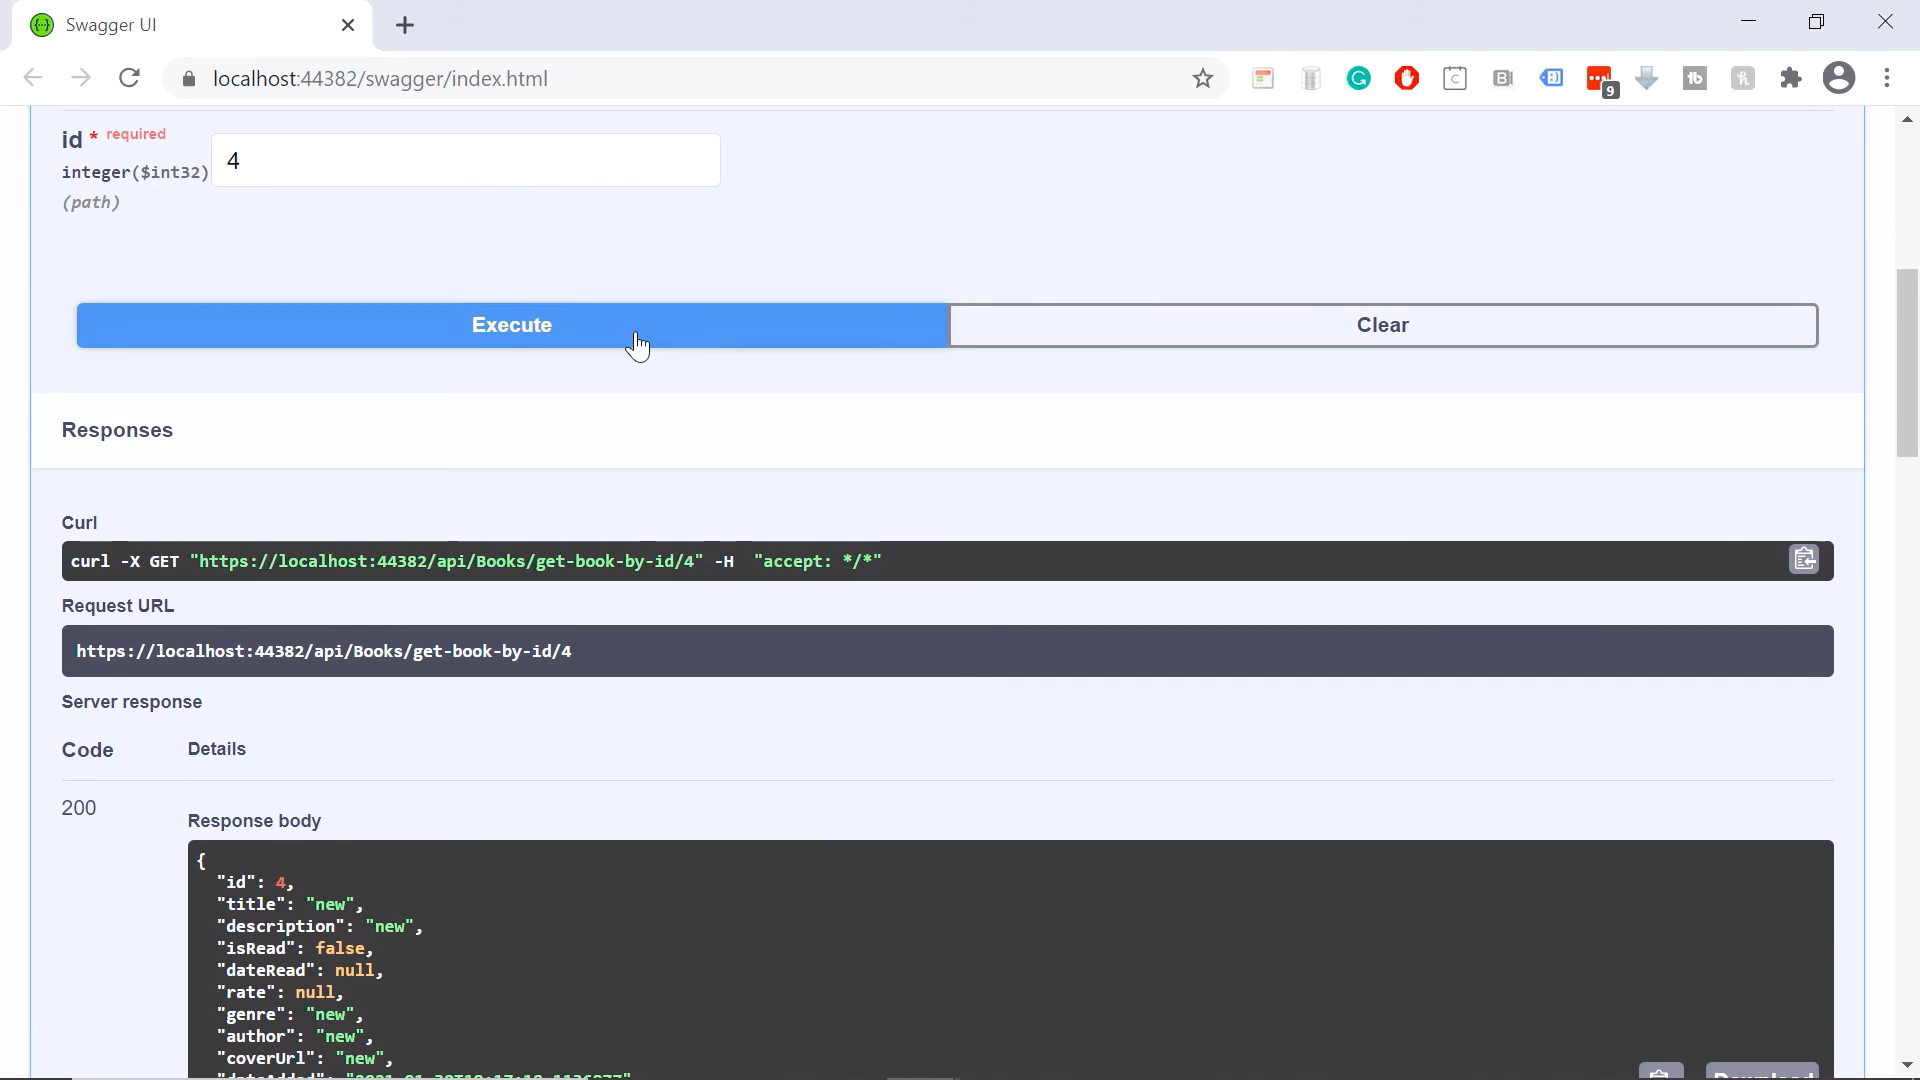 Swagger UI
localhost:44382/swagger/index.html
9
id * required
integer($int32)
4
(path)
Execute
Clear
Responses
Curl
curl -X GET "https://localhost:44382/api/Books/get-book-by-id/4" -H  "accept: */*"
Request URL
https://localhost:44382/api/Books/get-book-by-id/4
Server response
Code
Details
200
Response body
{
"id": 4,
"title": "new",
"description": "new",
"isRead": false,
"dateRead": null,
"rate": null,
"genre": "new",
"author": "new",
"coverUrl": "new",
Download